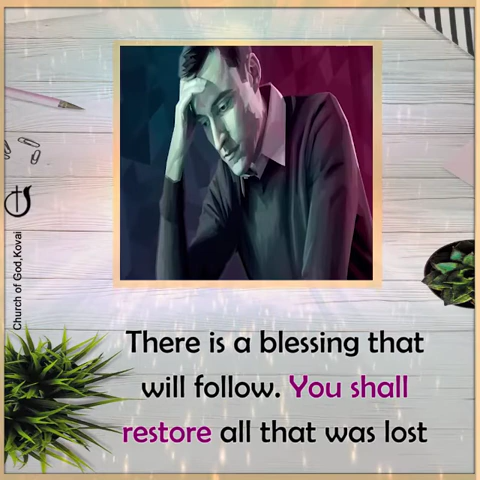 Church of God,Kovai
There is a blessing that
will follow. You shall
restore all that was lost